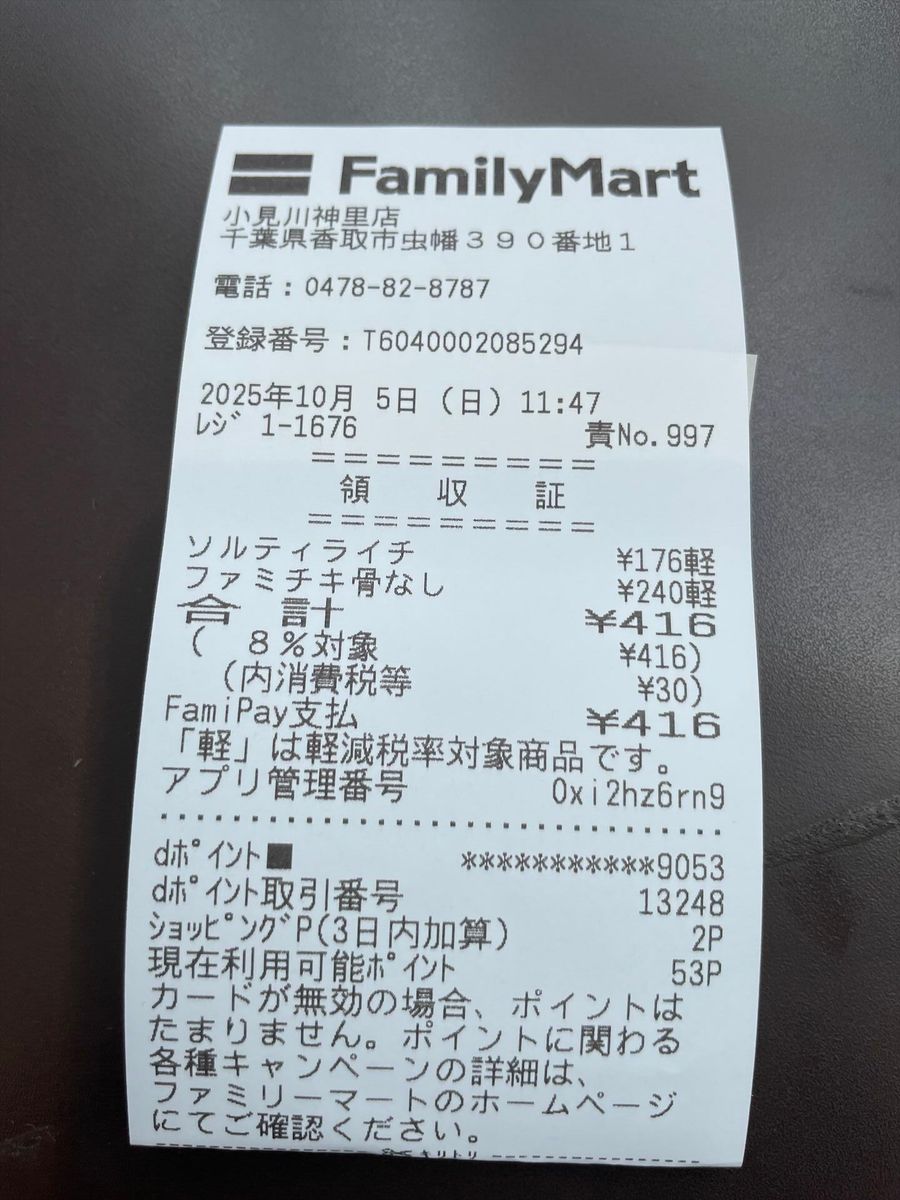 FamilyMart
小見川神里店
千葉県香取市虫幡390番地1
電話:0478-82-8787
登録番号:T6040002085294
2025年10月 5日(日)11:47
レジ 1-1676 責No.997
=========
領 収 証
=========
ソルティライチ ¥176軽
ファミチキ骨なし ¥240軽
合 計 ¥416
( 8%対象 ¥416)
(内消費税等 ¥30)
FamiPay支払 ¥416
「軽」は軽減税率対象商品です。
アプリ管理番号 0xi2hz6rn9
dポイント■ ***********9053
dポイント取引番号 13248
ショッピングP(3日内加算) 2P
現在利用可能ポイント 53P
カードが無効の場合、ポイントは
たまりません。ポイントに関わる
各種キャンペーンの詳細は、
ファミリーマートのホームページ
にてご確認ください。
キリトリ